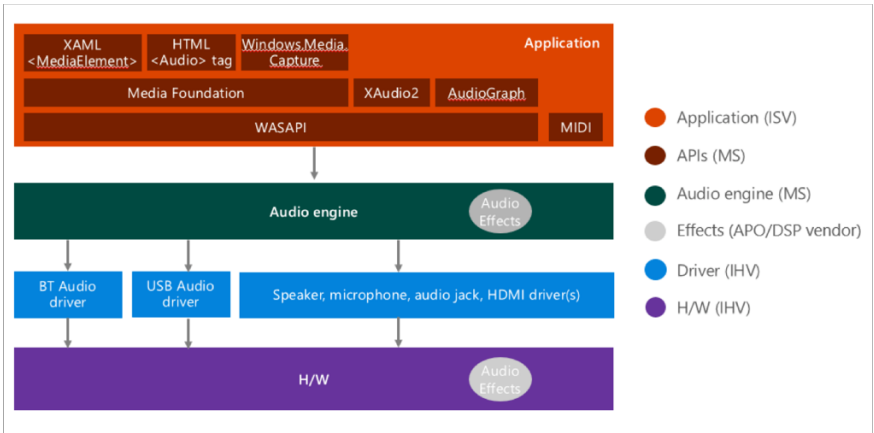 XAML
<MediaElement>
HTML
<Audio> tag
Windows.Media.
Capture
Application
Media Foundation
XAudio2
AudioGraph
WASAPI
MIDI
Audio engine
Audio
Effects
BT Audio
driver
USB Audio
driver
Speaker, microphone, audio jack, HDMI driver(s)
H/W
Audio
Effects
Application (ISV)
APIs (MS)
Audio engine (MS)
Effects (APO/DSP vendor)
Driver (IHV)
H/W (IHV)